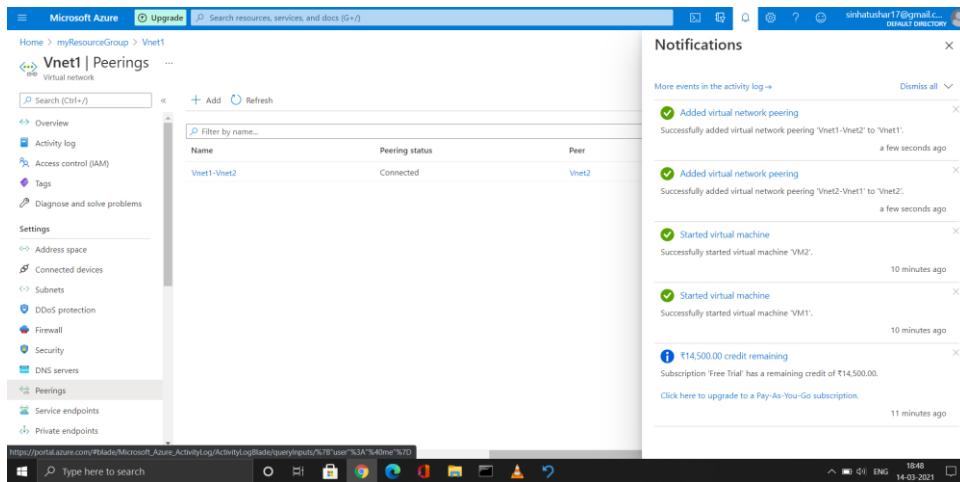 Microsoft Azure
Upgrade
Search resources, services, and docs (G+/)
sinhatushar17@gmail.c...
DEFAULT DIRECTORY
Home > myResourceGroup > Vnet1
Vnet1 | Peerings ...
Virtual network
Search (Ctrl+/)
«
Overview
Activity log
Access control (IAM)
Tags
Diagnose and solve problems
Settings
Address space
Connected devices
Subnets
DDoS protection
Firewall
Security
DNS servers
Peerings
Service endpoints
Private endpoints
+ Add Refresh
Filter by name...
Name Peering status Peer
Vnet1-Vnet2 Connected Vnet2
Notifications
More events in the activity log → Dismiss all
Added virtual network peering
Successfully added virtual network peering 'Vnet1-Vnet2' to 'Vnet1'.
a few seconds ago
Added virtual network peering
Successfully added virtual network peering 'Vnet2-Vnet1' to 'Vnet2'.
a few seconds ago
Started virtual machine
Successfully started virtual machine 'VM2'.
10 minutes ago
Started virtual machine
Successfully started virtual machine 'VM1'.
10 minutes ago
₹14,500.00 credit remaining
Subscription 'Free Trial' has a remaining credit of ₹14,500.00.
Click here to upgrade to a Pay-As-You-Go subscription.
11 minutes ago
https://portal.azure.com/#blade/Microsoft_Azure_ActivityLog/ActivityLogBlade/queryInputs/%7B"user"%3A"%40me"%7D
Type here to search
ENG
18:48
14-03-2021